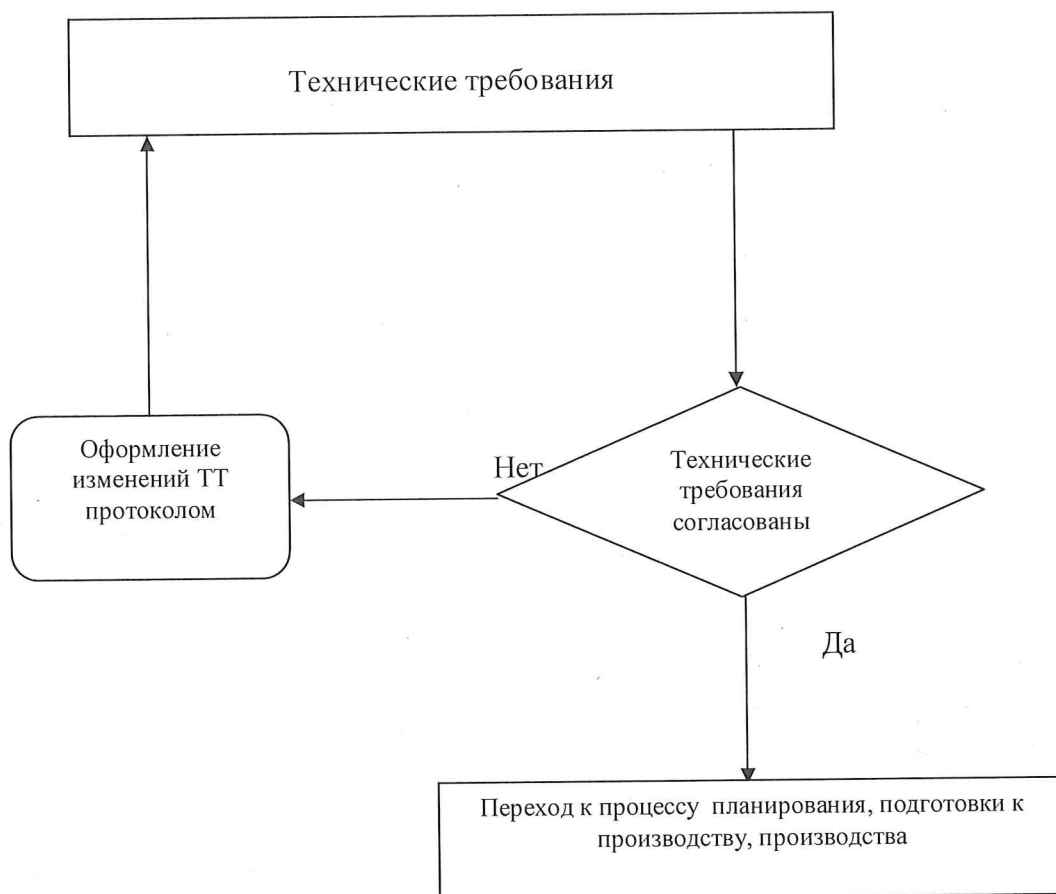 Технические требования
Оформление
изменений ТТ
протоколом
Нет
Технические
требования
согласованы
Да
Переход к процессу планирования, подготовки к
производству, производства